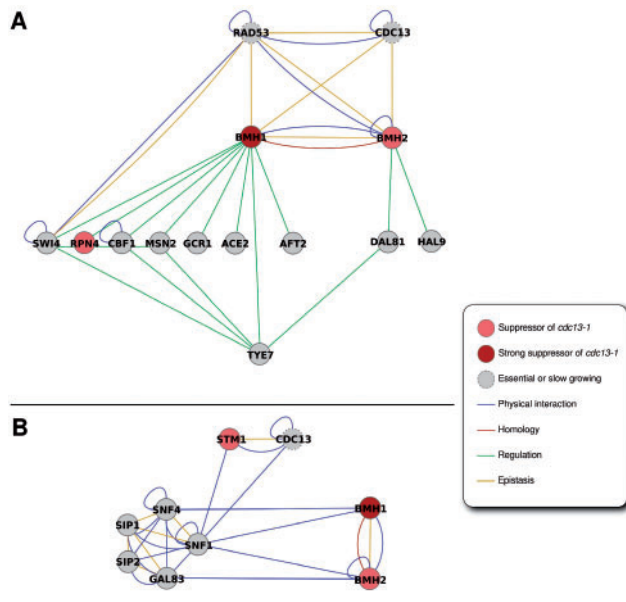 A
RAD53 CDC13
BMH1 BMH2
SWI4 RPN4 CBF1 MSN2 GCR1 ACE2 AFT2 DAL81 HAL9
TYE7
Suppressor of cdc13-1
Strong suppressor of cdc13-1
Essential or slow growing
Physical interaction
Homology
Regulation
Epistasis
B
STM1 CDC13
SNF4 BMH1
SIP1
SNF1
SIP2
GAL83 BMH2